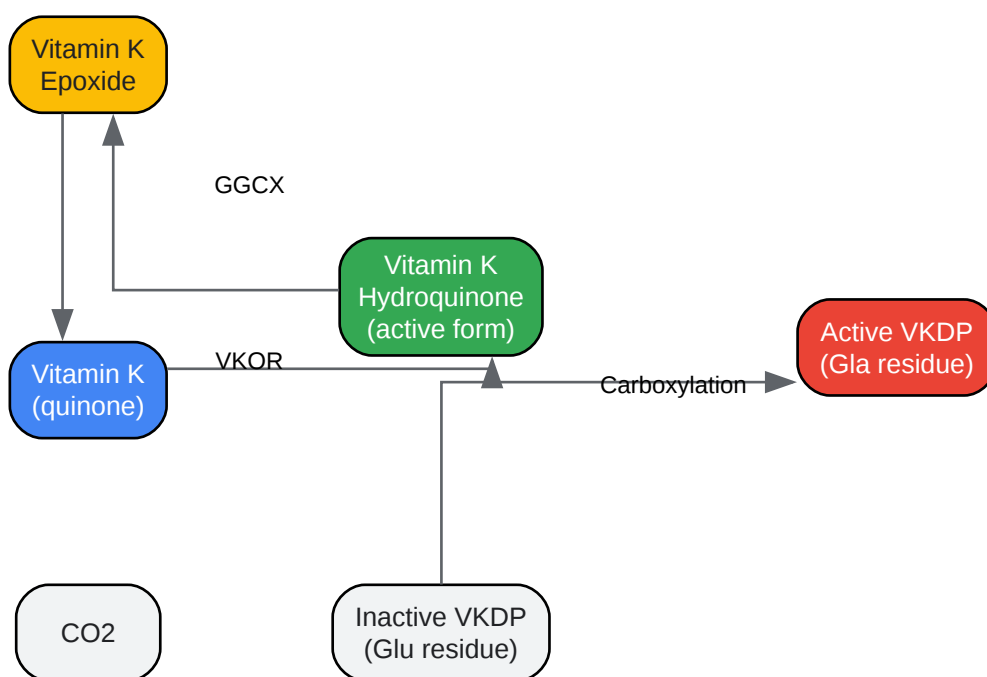 Vitamin K
Epoxide
GGCX
Vitamin K
Hydroquinone
(active form)
Active VKDP
(Gla residue)
VKOR
Vitamin K
(quinone)
Carboxylation
CO2
Inactive VKDP
(Glu residue)